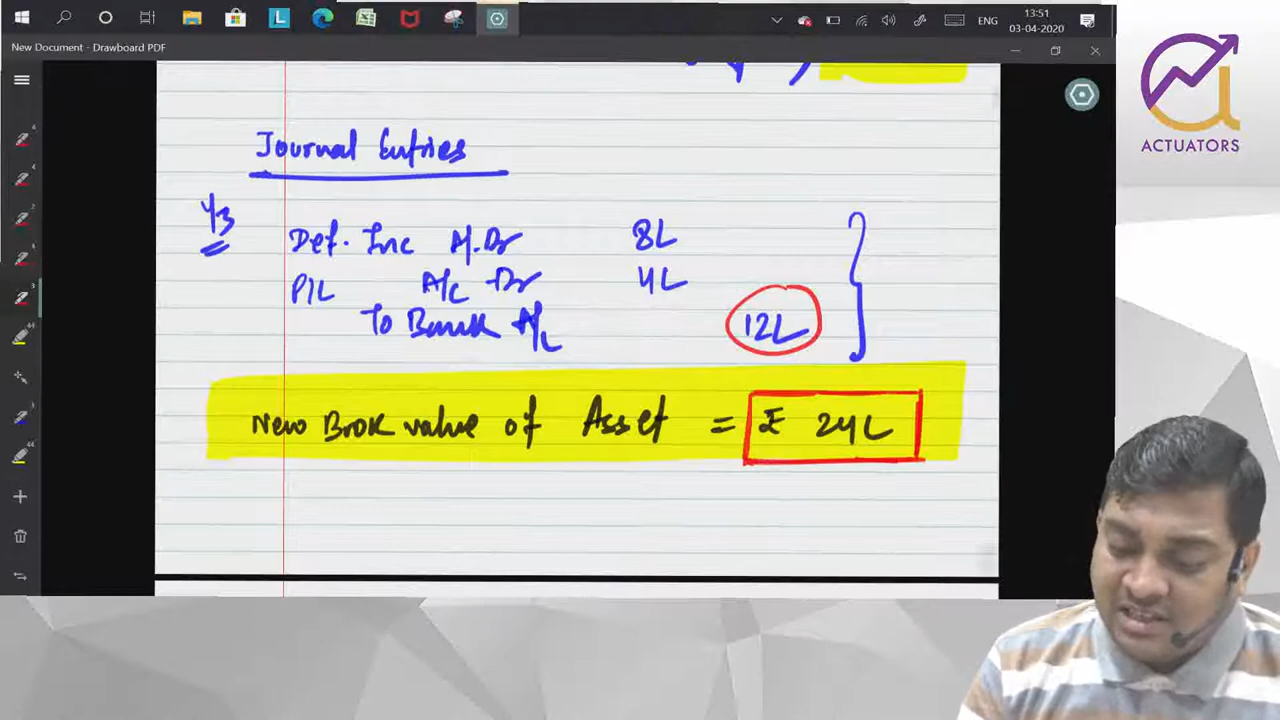 13:51
ENG
03-04-2020
New Document - Drawboard PDF
ACTUATORS
Journal Entries
Y3
Def. Inc A/c. Dr 8L
P/L A/c Dr 4L
To Bank A/c 12L
New Book value of Asset = ₹ 24L